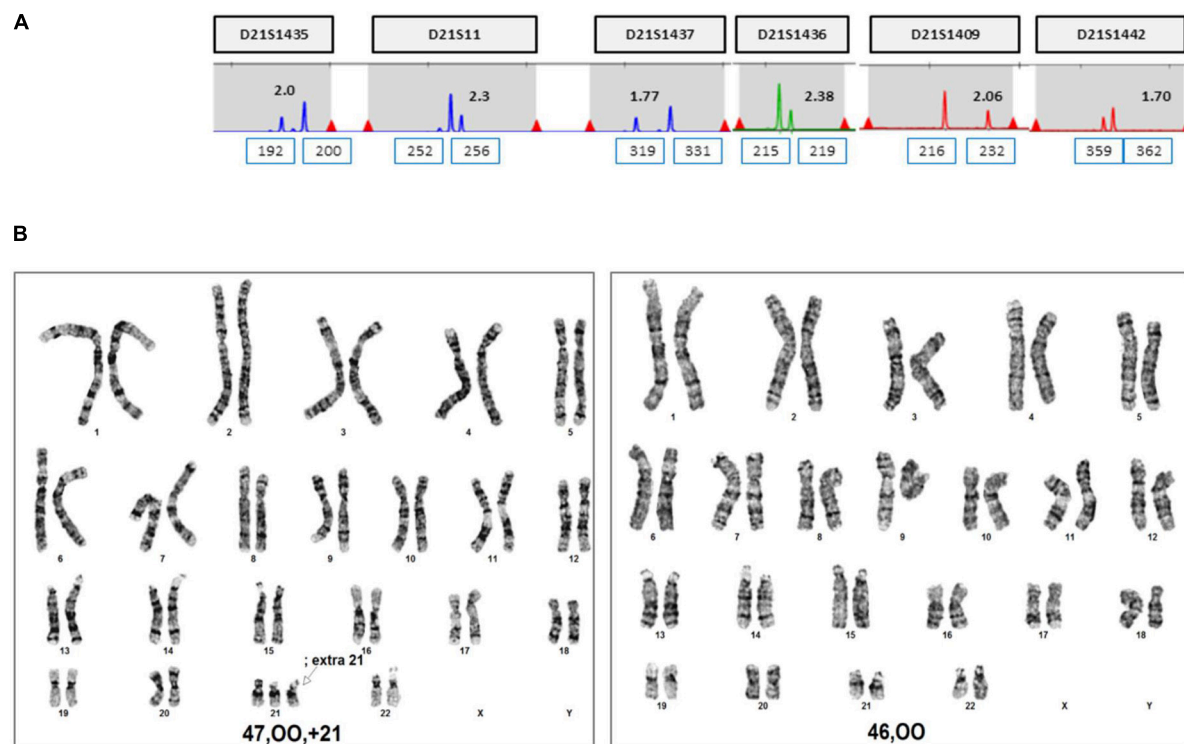 A
D21S1435 D21S11 D21S1437 D21S1436 D21S1409 D21S1442
2.0 2.3 1.77 2.38 2.06 1.70
192 200 252 256 319 331 215 219 216 232 359 362
B
1 2 3 4 5
6 7 8 9 10 11 12
13 14 15 16 17 18
; extra 21
19 20 21 22 X Y
47,OO,+21
1 2 3 4 5
6 7 8 9 10 11 12
13 14 15 16 17 18
19 20 21 22 X Y
46,OO